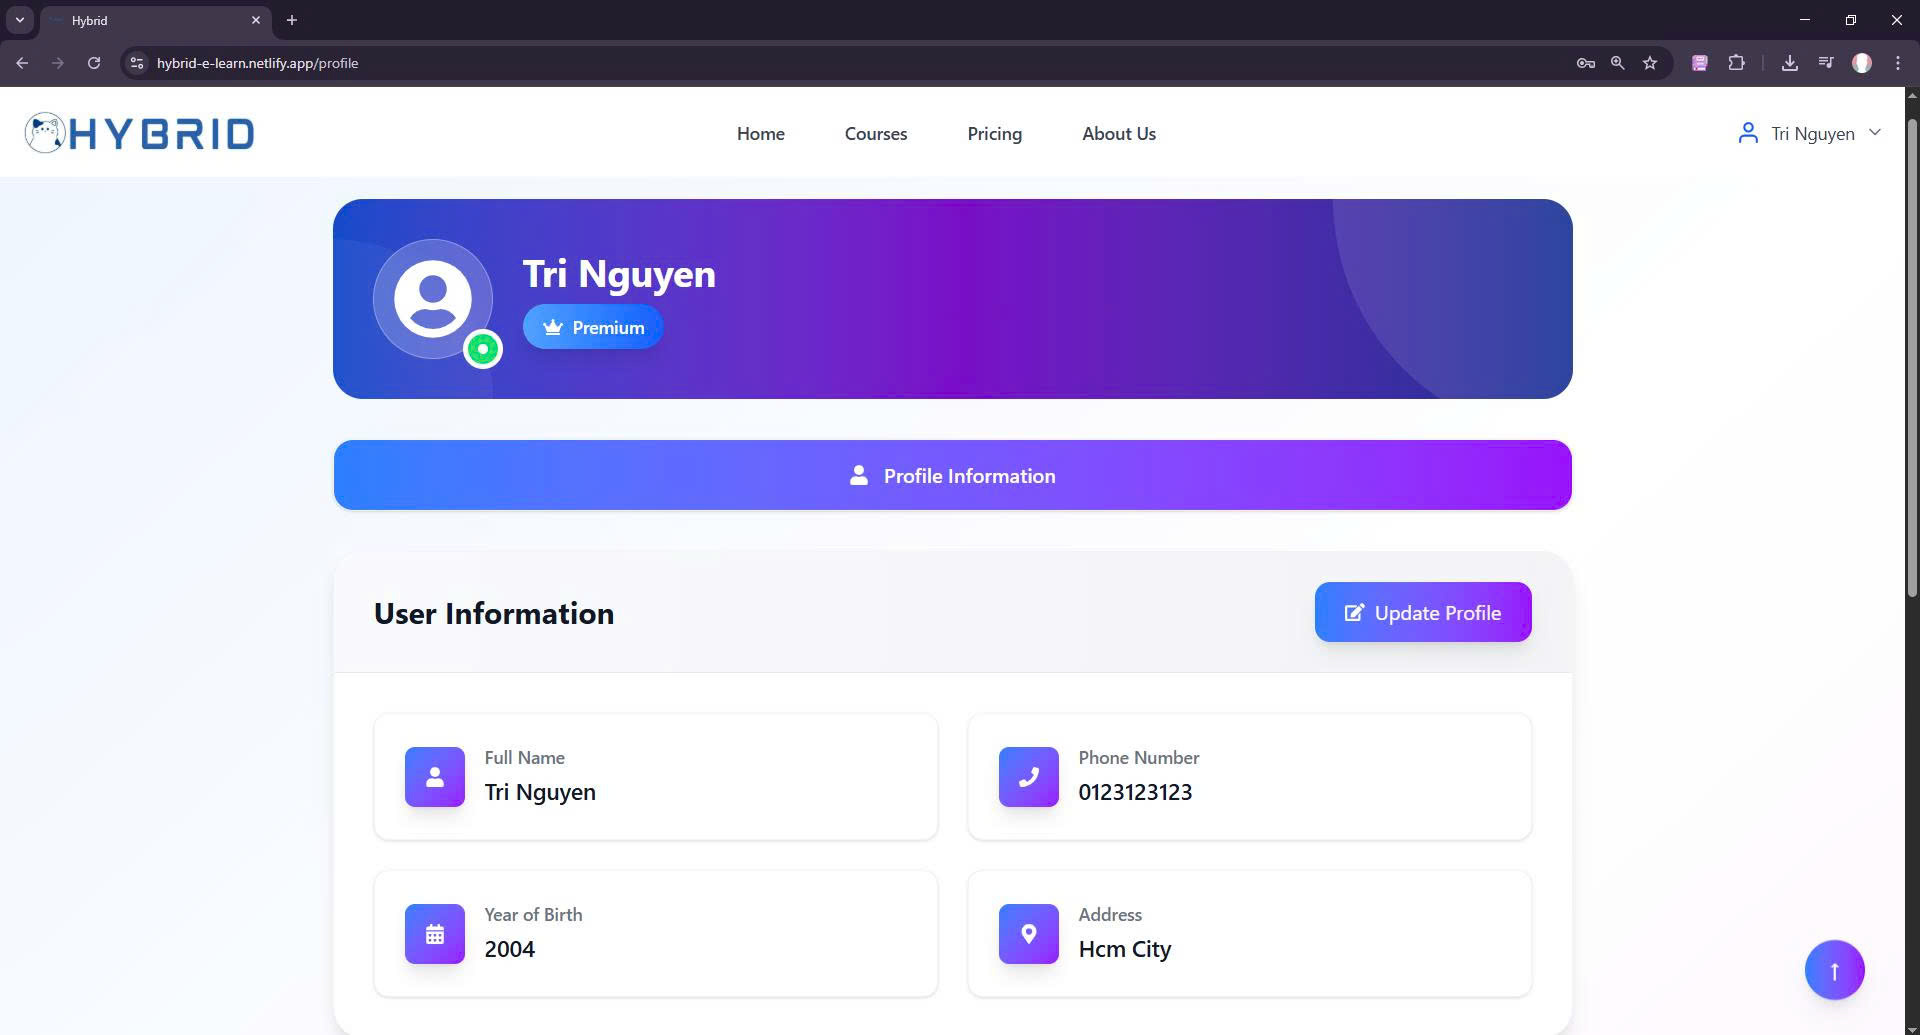 Hybrid
hybrid-e-learn.netlify.app/profile
HYBRID
Home
Courses
Pricing
About Us
Tri Nguyen
Tri Nguyen
Premium
Profile Information
User Information
Update Profile
Full Name
Tri Nguyen
Phone Number
0123123123
Year of Birth
2004
Address
Hcm City